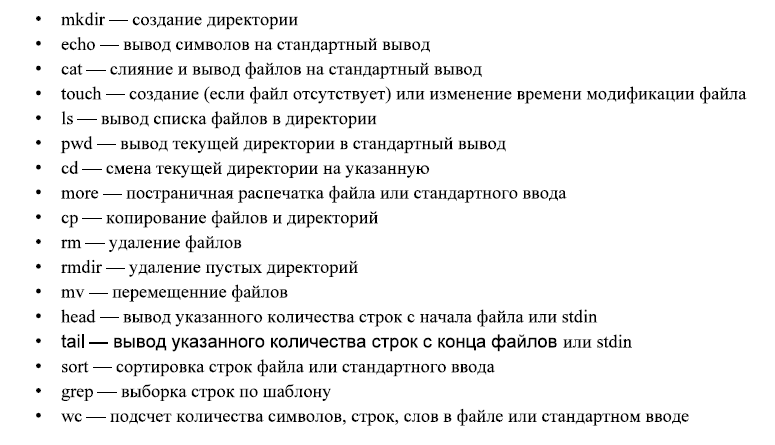 • mkdir — создание директории
• echo — вывод символов на стандартный вывод
• cat — слияние и вывод файлов на стандартный вывод
• touch — создание (если файл отсутствует) или изменение времени модификации файла
• ls — вывод списка файлов в директории
• pwd — вывод текущей директории в стандартный вывод
• cd — смена текущей директории на указанную
• more — постраничная распечатка файла или стандартного ввода
• cp — копирование файлов и директорий
• rm — удаление файлов
• rmdir — удаление пустых директорий
• mv — перемещенние файлов
• head — вывод указанного количества строк с начала файла или stdin
• tail — вывод указанного количества строк с конца файлов или stdin
• sort — сортировка строк файла или стандартного ввода
• grep — выборка строк по шаблону
• wc — подсчет количества символов, строк, слов в файле или стандартном вводе